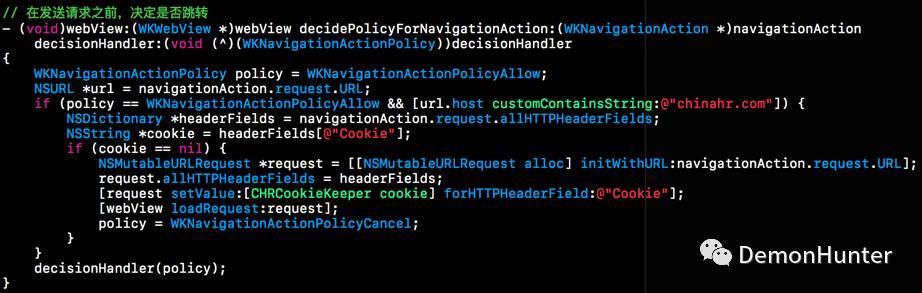 // 在发送请求之前，决定是否跳转
- (void)webView:(WKWebView *)webView decidePolicyForNavigationAction:(WKNavigationAction *)navigationAction
    decisionHandler:(void (^)(WKNavigationActionPolicy))decisionHandler
{
    WKNavigationActionPolicy policy = WKNavigationActionPolicyAllow;
    NSURL *url = navigationAction.request.URL;
    if (policy == WKNavigationActionPolicyAllow && [url.host customContainsString:@"chinahr.com"]) {
        NSDictionary *headerFields = navigationAction.request.allHTTPHeaderFields;
        NSString *cookie = headerFields[@"Cookie"];
        if (cookie == nil) {
            NSMutableURLRequest *request = [[NSMutableURLRequest alloc] initWithURL:navigationAction.request.URL];
            request.allHTTPHeaderFields = headerFields;
            [request setValue:[CHRCookieKeeper cookie] forHTTPHeaderField:@"Cookie"];
            [webView loadRequest:request];
            policy = WKNavigationActionPolicyCancel;
        }
    }
    decisionHandler(policy);
}
DemonHunter